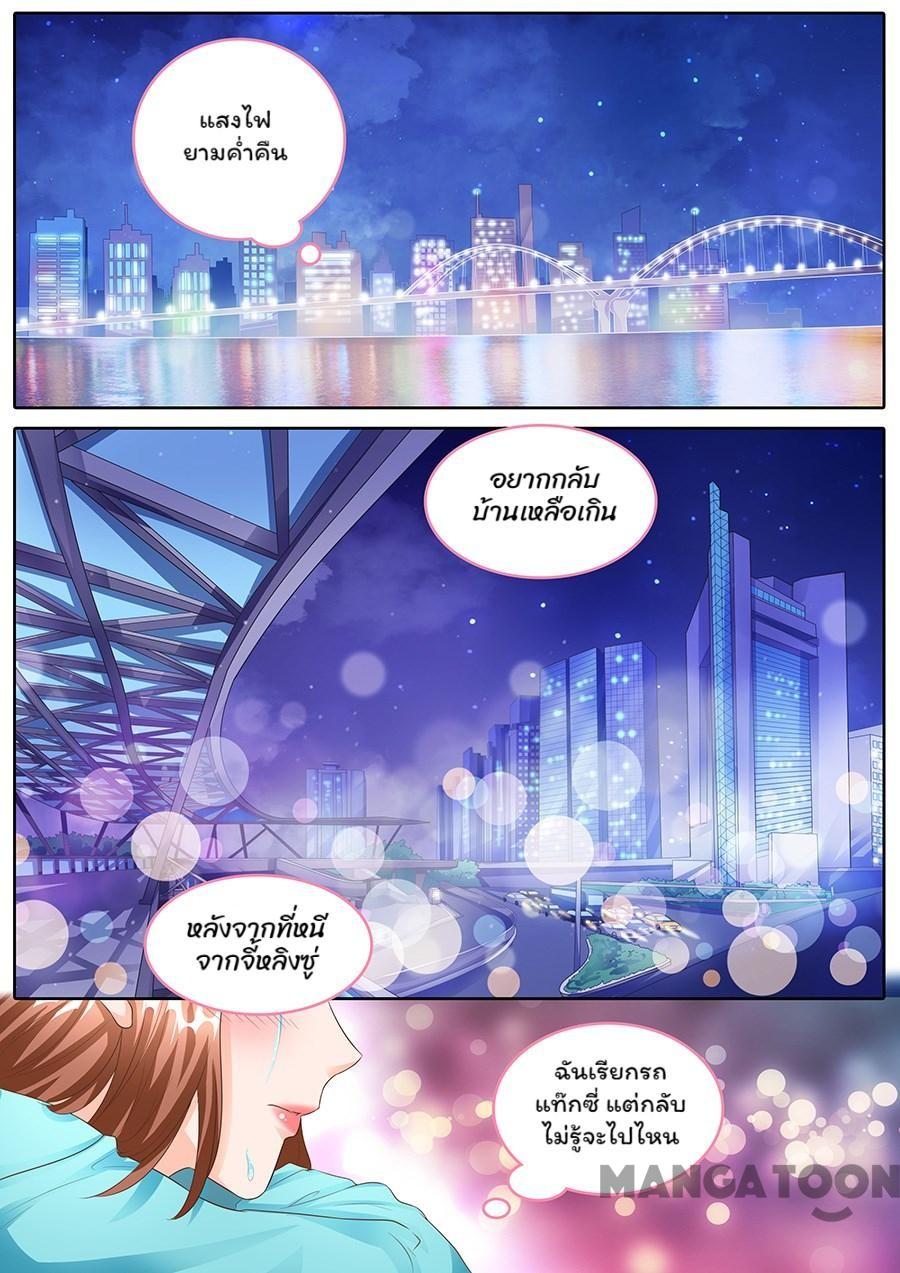 แสงไฟ
ยามค่ำคืน
อยากกลับ
บ้านเหลือเกิน
หลังจากที่หนี
จากจี้หลิงซู่
ฉันเรียกรถ
แท๊กซี่ แต่กลับ
ไม่รู้จะไปไหน
MANGATOON